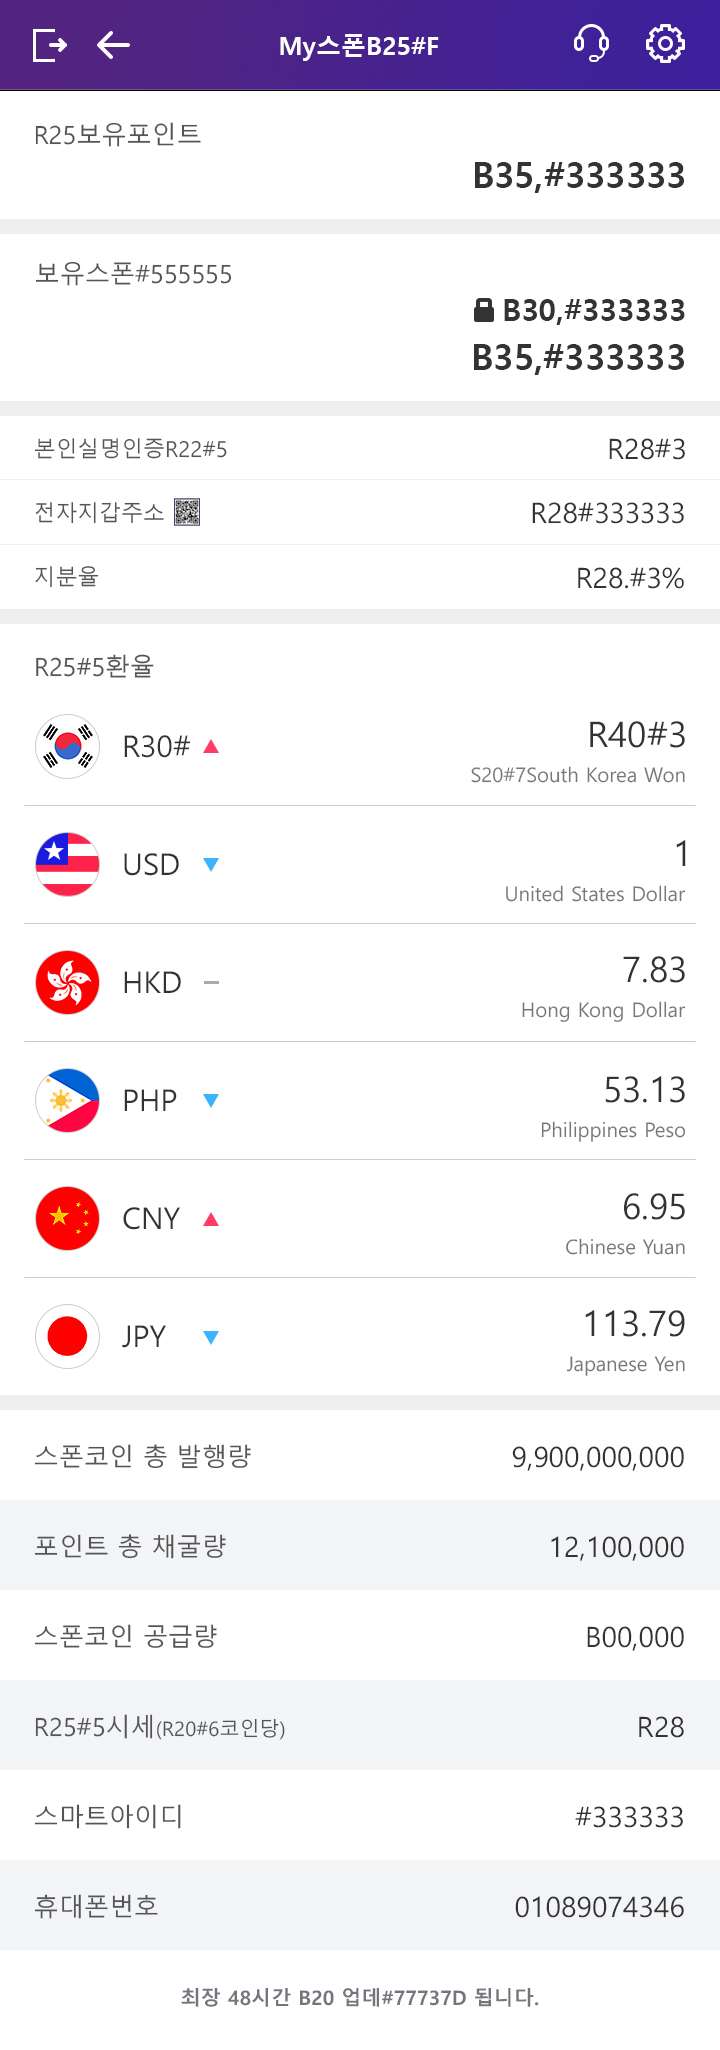 My스폰B25#F
R25보유포인트
B35,#333333
보유스폰#555555
B30,#333333
B35,#333333
본인실명인증R22#5 R28#3
전자지갑주소 R28#333333
지분율 R28.#3%
R25#5환율
R30# R40#3
S20#7South Korea Won
USD 1
United States Dollar
HKD 7.83
Hong Kong Dollar
PHP 53.13
Philippines Peso
CNY 6.95
Chinese Yuan
JPY 113.79
Japanese Yen
스폰코인 총 발행량 9,900,000,000
포인트 총 채굴량 12,100,000
스폰코인 공급량 B00,000
R25#5시세(R20#6코인당) R28
스마트아이디 #333333
휴대폰번호 01089074346
최장 48시간 B20 업데#77737D 됩니다.